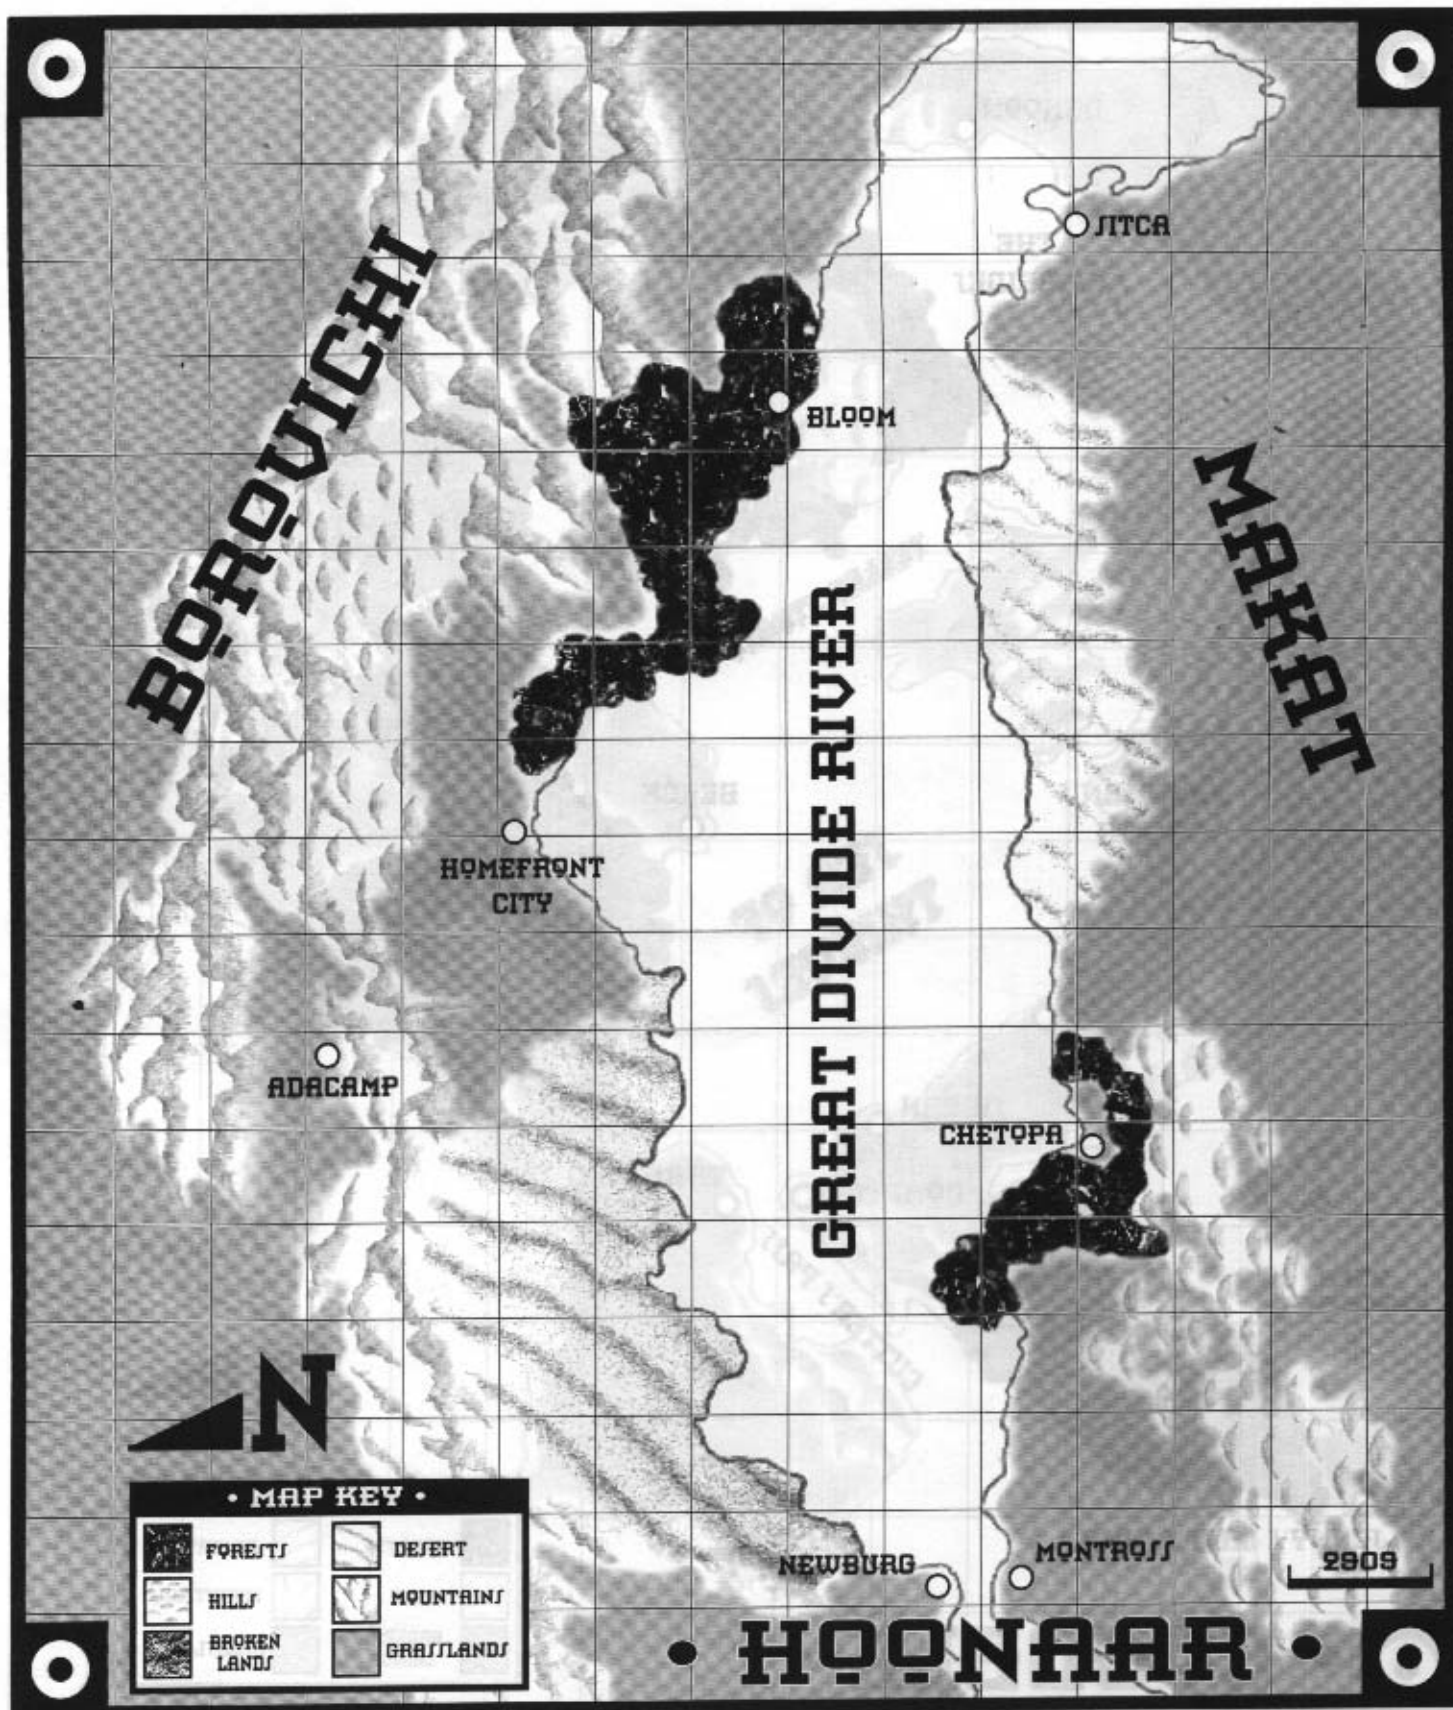 SITCA
BLOOM
BOROVICHI
MAKAT
GREAT DIVIDE RIVER
HOMEFRONT
CITY
ADACAMP
CHETOPA
N
• MAP KEY •
FORESTS
DESERT
HILLS
MOUNTAINS
BROKEN
LANDS
GRASSLANDS
NEWBURG
MONTROSS
2909
• HOONAAR •